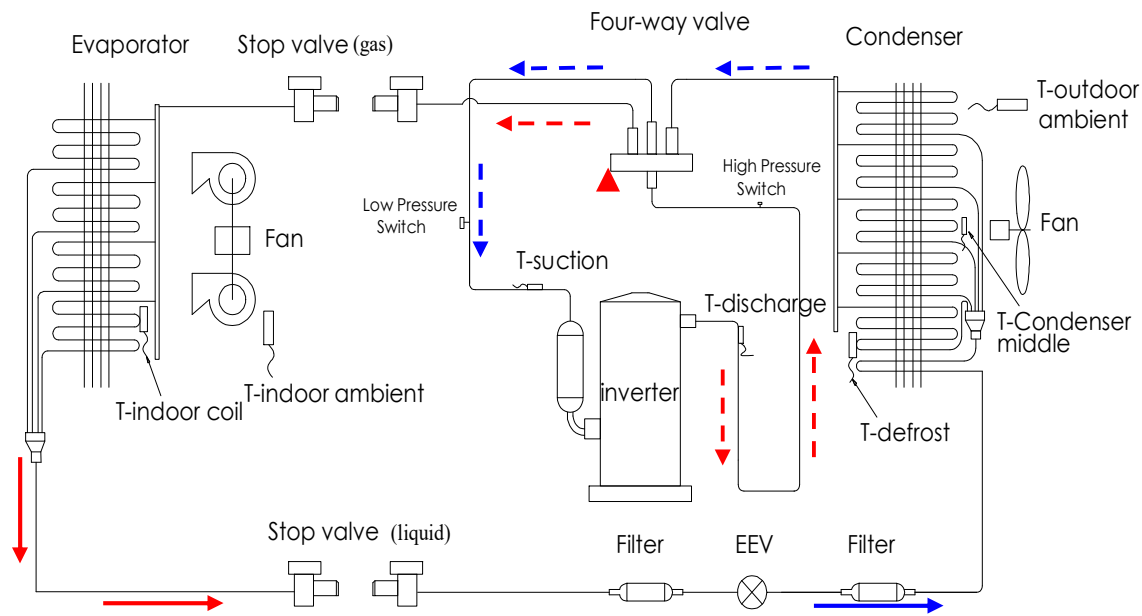 Evaporator
Stop valve (gas)
Four-way valve
Condenser
T-outdoor
ambient
High Pressure
Switch
Low Pressure
Switch
Fan
Fan
T-suction
T-discharge
T-Condenser
middle
T-indoor ambient
T-indoor coil
inverter
T-defrost
Stop valve (liquid)
Filter
EEV
Filter